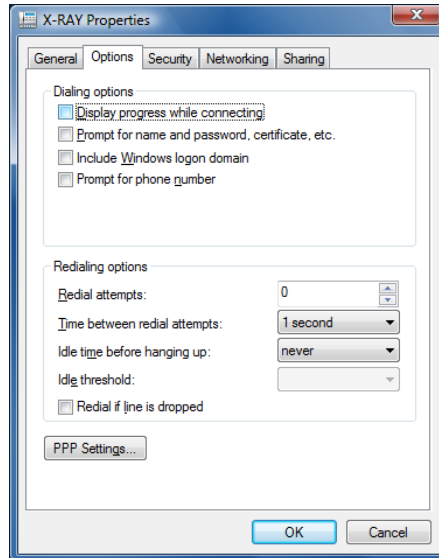 X-RAY Properties
General Options Security Networking Sharing
Dialing options
Display progress while connecting
Prompt for name and password, certificate, etc.
Include Windows logon domain
Prompt for phone number
Redialing options
Redial attempts: 0
Time between redial attempts: 1 second
Idle time before hanging up: never
Idle threshold:
Redial if line is dropped
PPP Settings...
OK Cancel